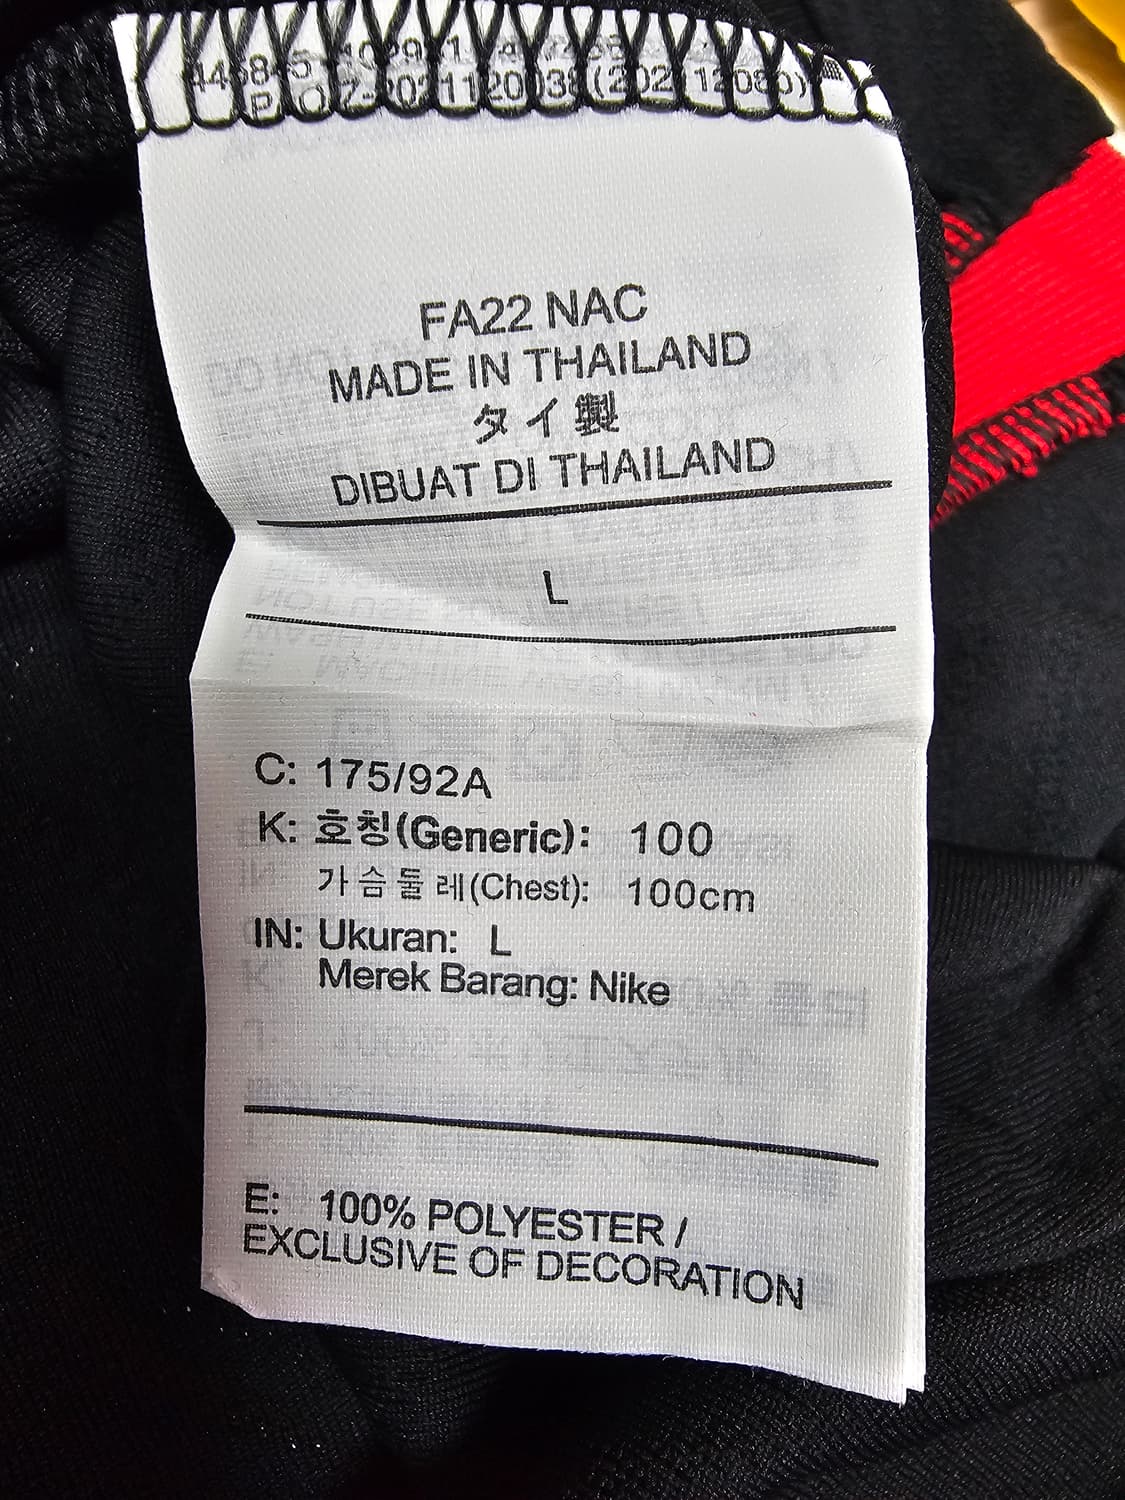 FA22 NAC
MADE IN THAILAND
タイ製
DIBUAT DI THAILAND
L
C: 175/92A
K: 호칭(Generic): 100
가슴둘레(Chest): 100cm
IN: Ukuran: L
Merek Barang: Nike
E: 100% POLYESTER /
EXCLUSIVE OF DECORATION